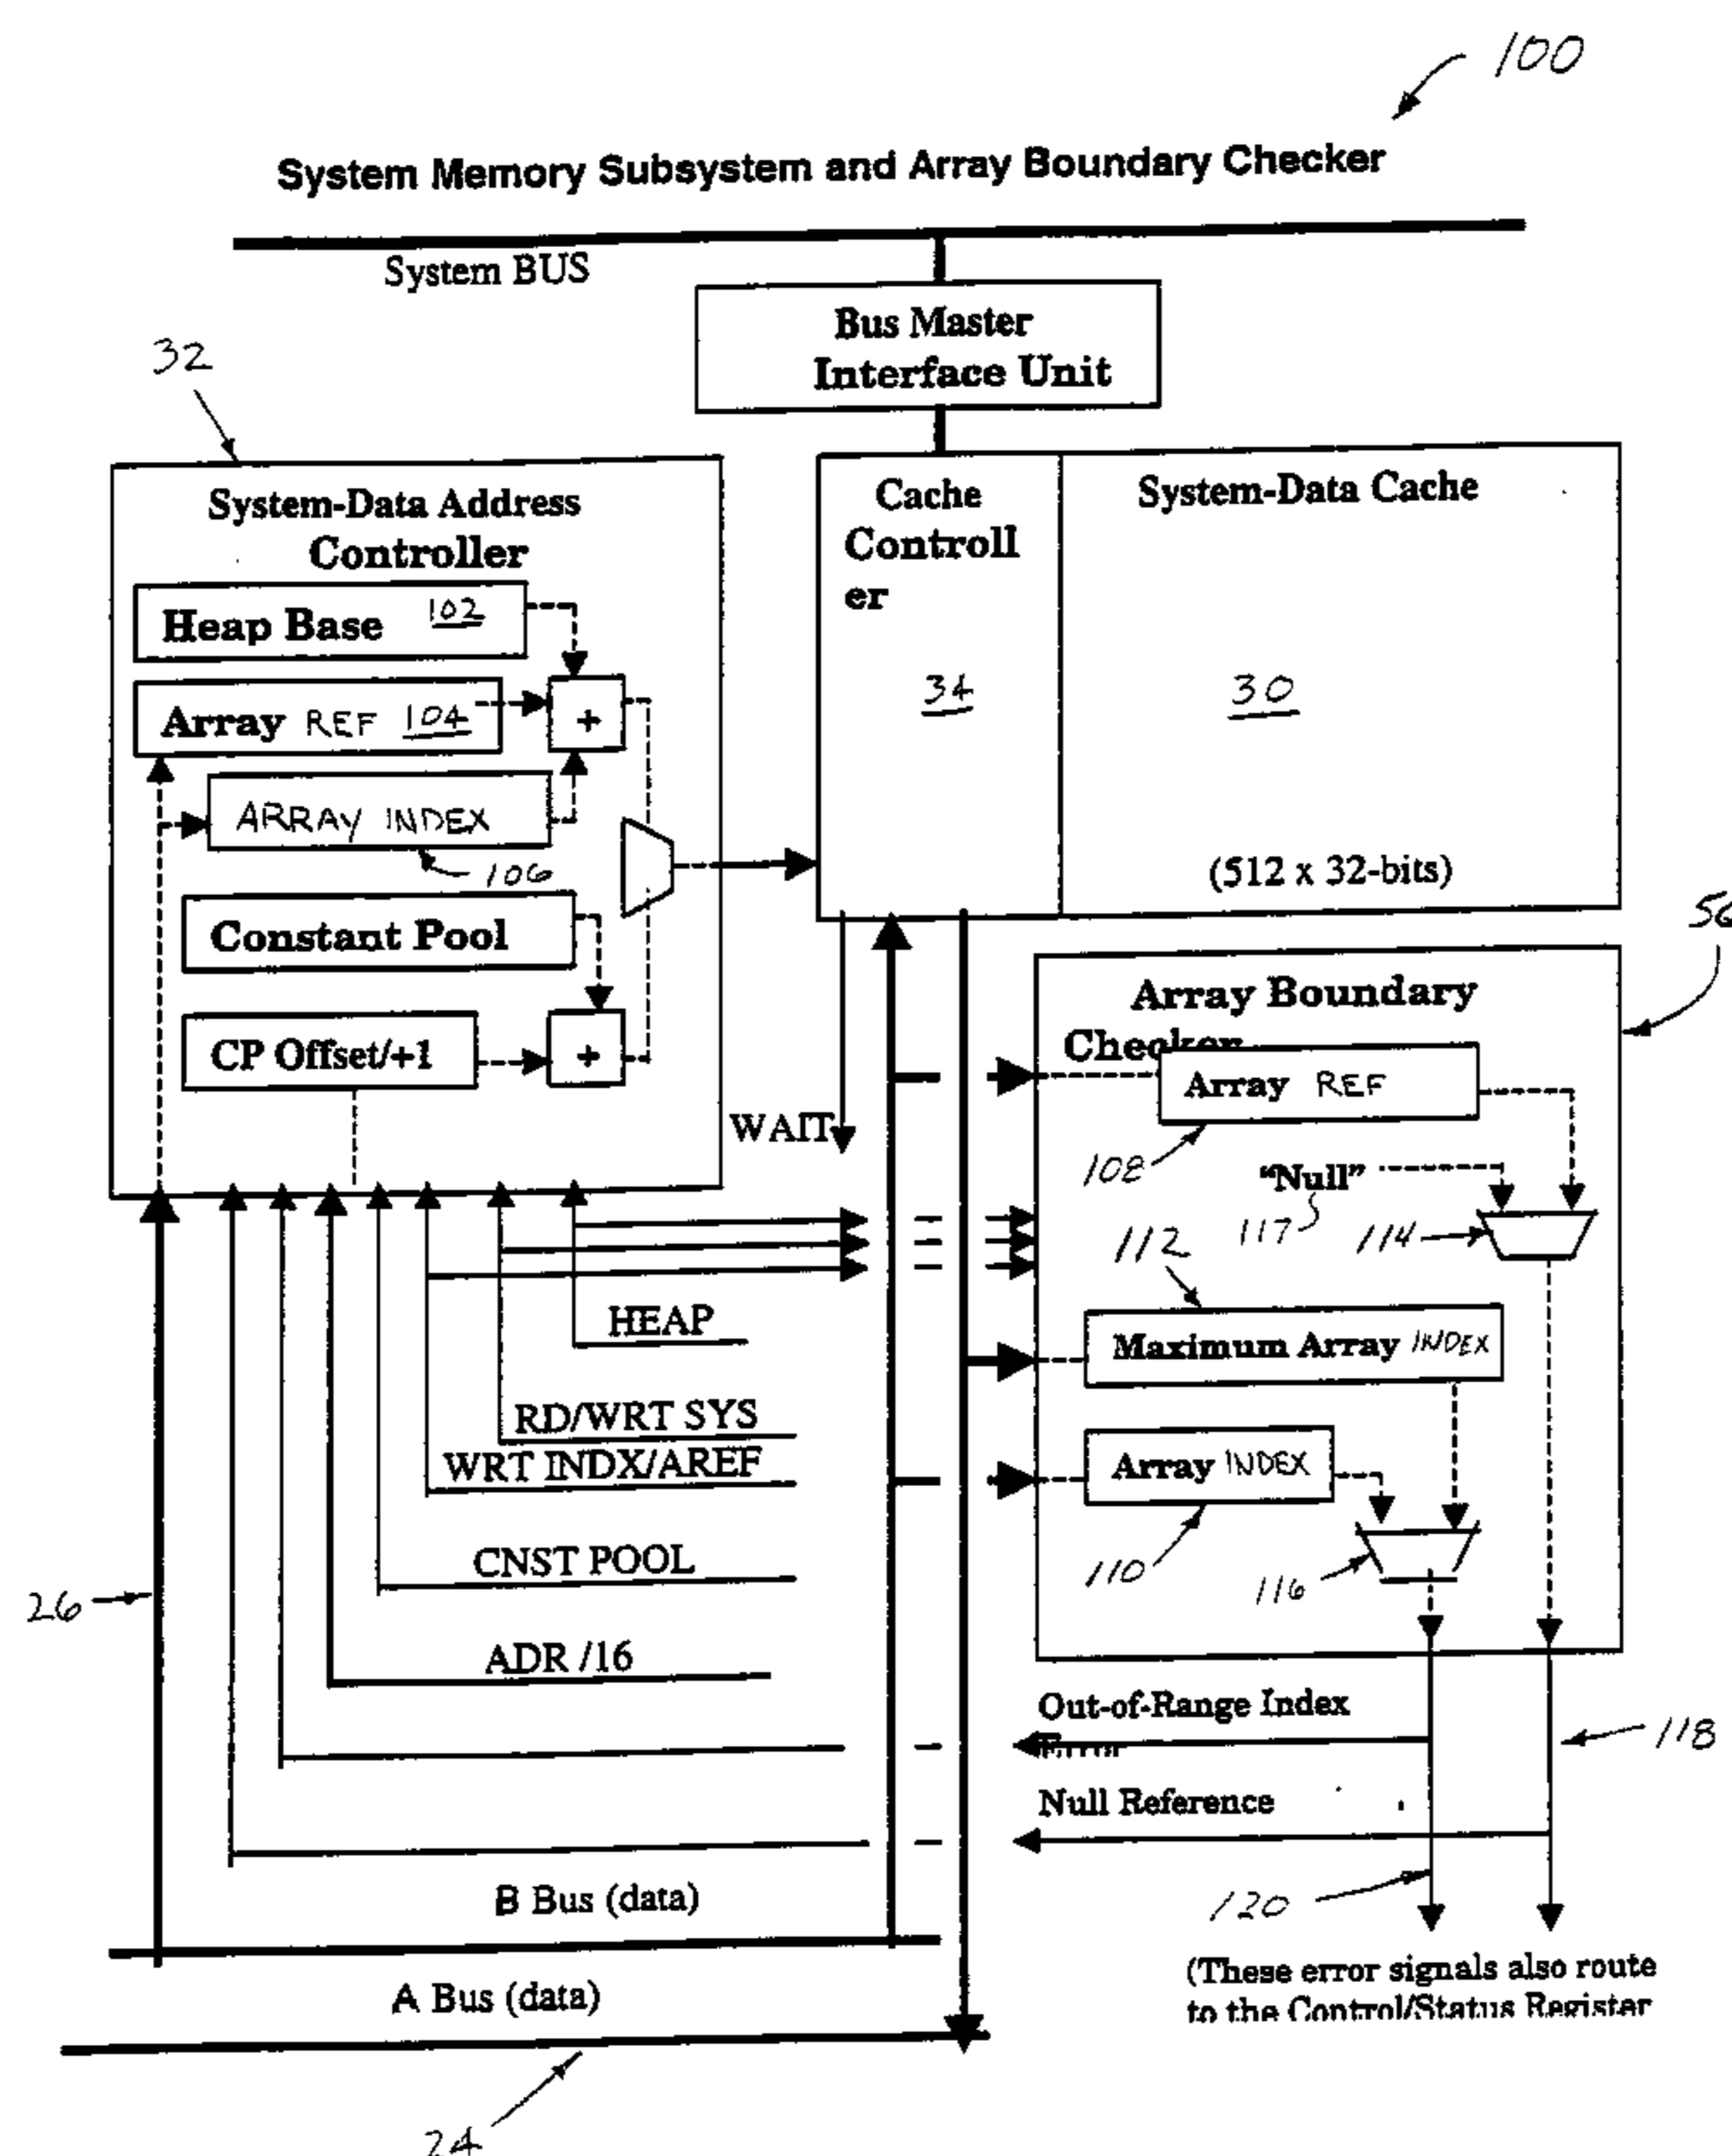 100
System Memory Subsystem and Array Boundary Checker
System BUS
Bus Master
Interface Unit
32
System-Data Address
Controller
Heap Base 102
Array REF 104
ARRAY INDEX
106
Constant Pool
CP Offset/+1
+
+
Cache
Controll
er
34
System-Data Cache
30
(512 x 32-bits)
56
Array Boundary
Checker
Array REF
108
"Null"
117
114
112
Maximum Array INDEX
Array INDEX
110
116
WAIT
HEAP
RD/WRT SYS
WRT INDX/AREF
CNST POOL
ADR /16
26
Out-of-Range Index
Error
118
Null Reference
120
B Bus (data)
A Bus (data)
24
(These error signals also route
to the Control/Status Register